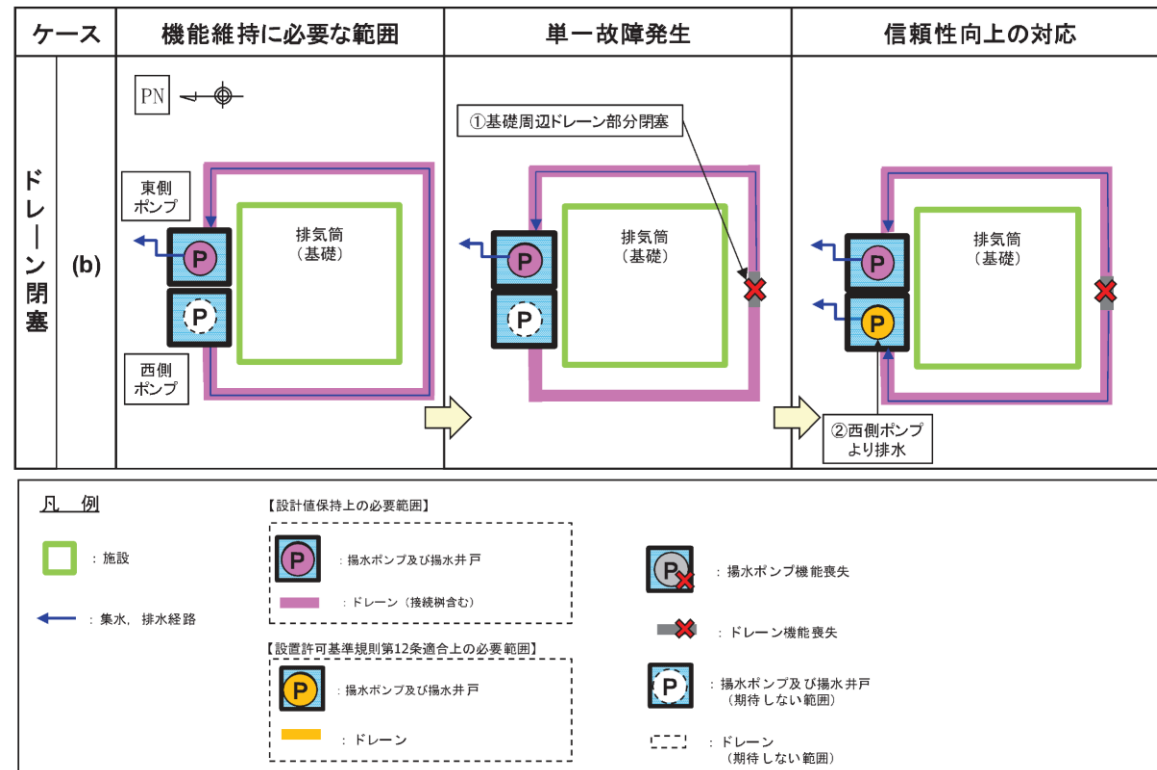 ケース
機能維持に必要な範囲
単一故障発生
信頼性向上の対応
ドレーン閉塞
(b)
PN
東側
ポンプ
P
P
西側
ポンプ
排気筒
(基礎)
①基礎周辺ドレーン部分閉塞
P
P
排気筒
(基礎)
P
P
排気筒
(基礎)
②西側ポンプ
より排水
凡 例
:施設
:集水，排水経路
【設計値保持上の必要範囲】
P
:揚水ポンプ及び揚水井戸
:ドレーン(接続桝含む)
【設置許可基準規則第12条適合上の必要範囲】
P
:揚水ポンプ及び揚水井戸
:ドレーン
P
:揚水ポンプ機能喪失
:ドレーン機能喪失
P
:揚水ポンプ及び揚水井戸
(期待しない範囲)
:ドレーン
(期待しない範囲)